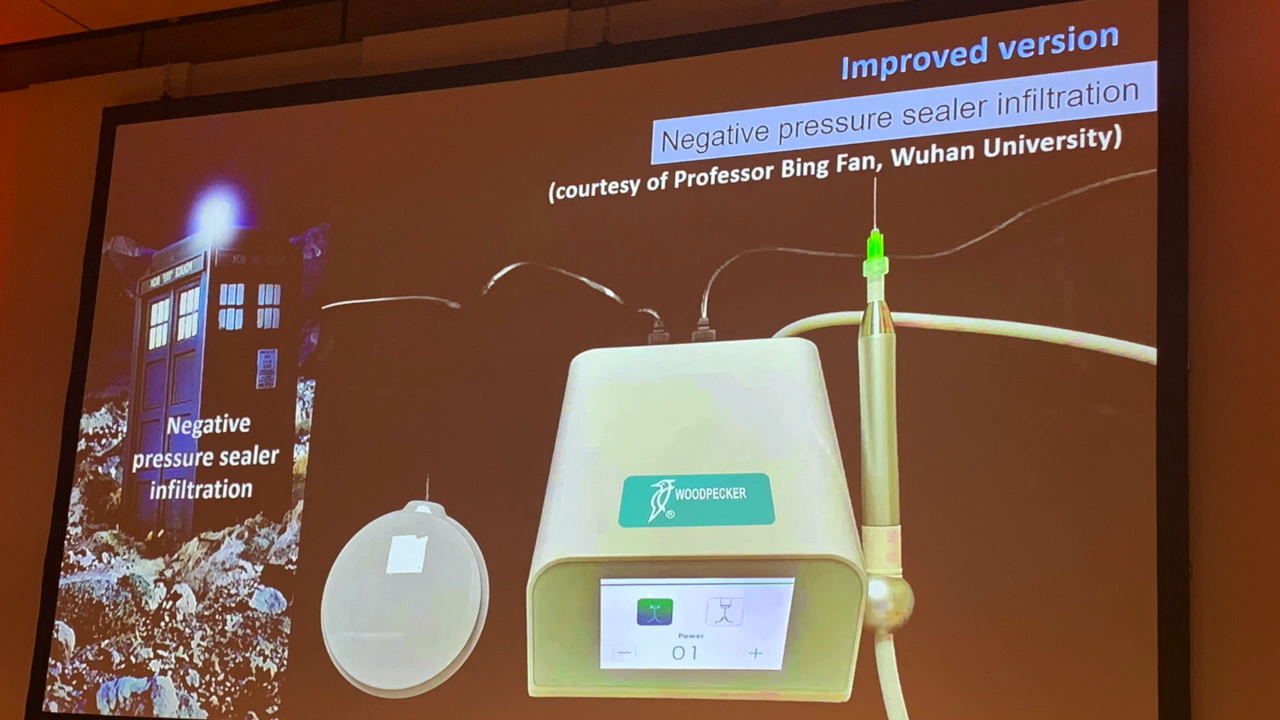 Improved version
Negative pressure sealer infiltration
(courtesy of Professor Bing Fan, Wuhan University)
Negative
pressure sealer
infiltration
WOODPECKER
®
Power
— 01 +